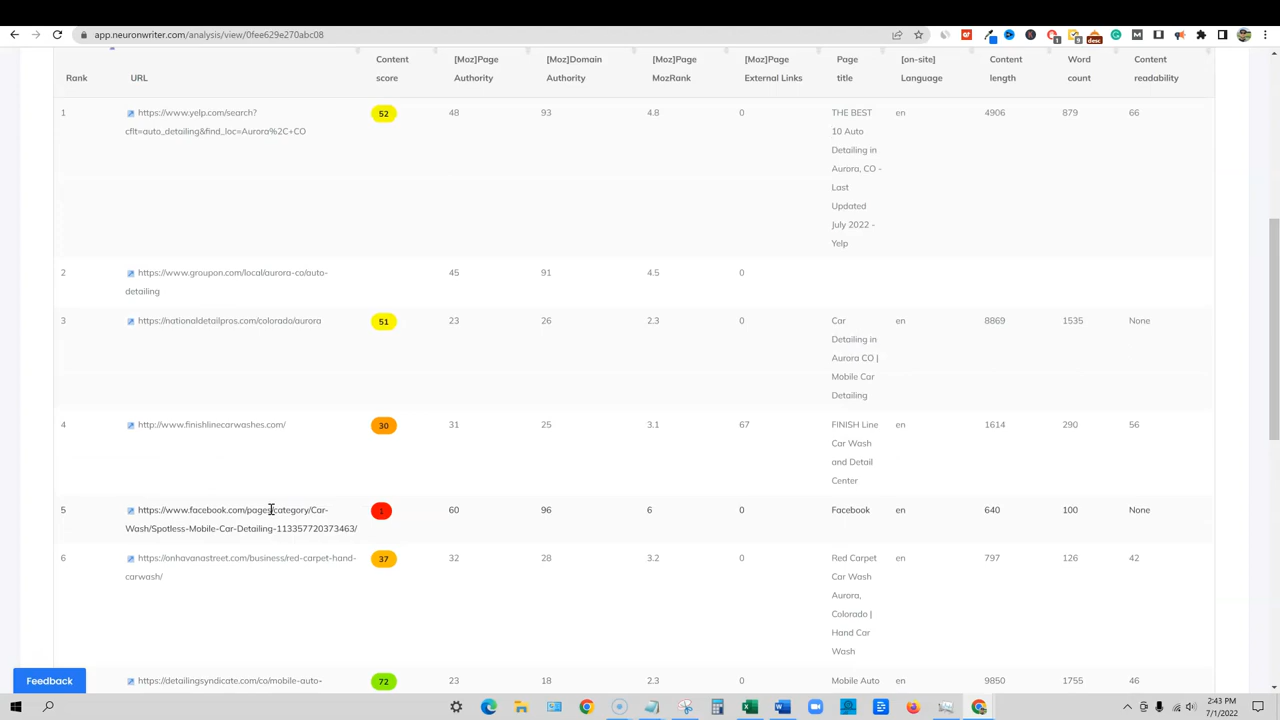 app.neuronwriter.com/analysis/view/0fee629e270abc08
Rank URL Content score [Moz]Page Authority [Moz]Domain Authority [Moz]Page MozRank [Moz]Page External Links Page title [on-site] Language Content length Word count Content readability
1 https://www.yelp.com/search? 52 48 93 4.8 0 THE BEST en 4906 879 66
cflt=auto_detailing&find_loc=Aurora%2C+CO 10 Auto
Detailing in
Aurora, CO -
Last
Updated
July 2022 -
Yelp
2 https://www.groupon.com/local/aurora-co/auto- 45 91 4.5 0
detailing
3 https://nationaldetailpros.com/colorado/aurora 51 23 26 2.3 0 Car en 8869 1535 None
Detailing in
Aurora CO |
Mobile Car
Detailing
4 http://www.finishlinecarwashes.com/ 30 31 25 3.1 67 FINISH Line en 1614 290 56
Car Wash
and Detail
Center
5 https://www.facebook.com/pages/category/Car- 1 60 96 6 0 Facebook en 640 100 None
Wash/Spotless-Mobile-Car-Detailing-113357720373463/
6 https://onhavanastreet.com/business/red-carpet-hand- 37 32 28 3.2 0 Red Carpet en 797 126 42
carwash/ Car Wash
Aurora,
Colorado |
Hand Car
Wash
https://detailingsyndicate.com/co/mobile-auto- 72 23 18 2.3 0 Mobile Auto en 9850 1755 46
Feedback
2:43 PM
7/1/2022